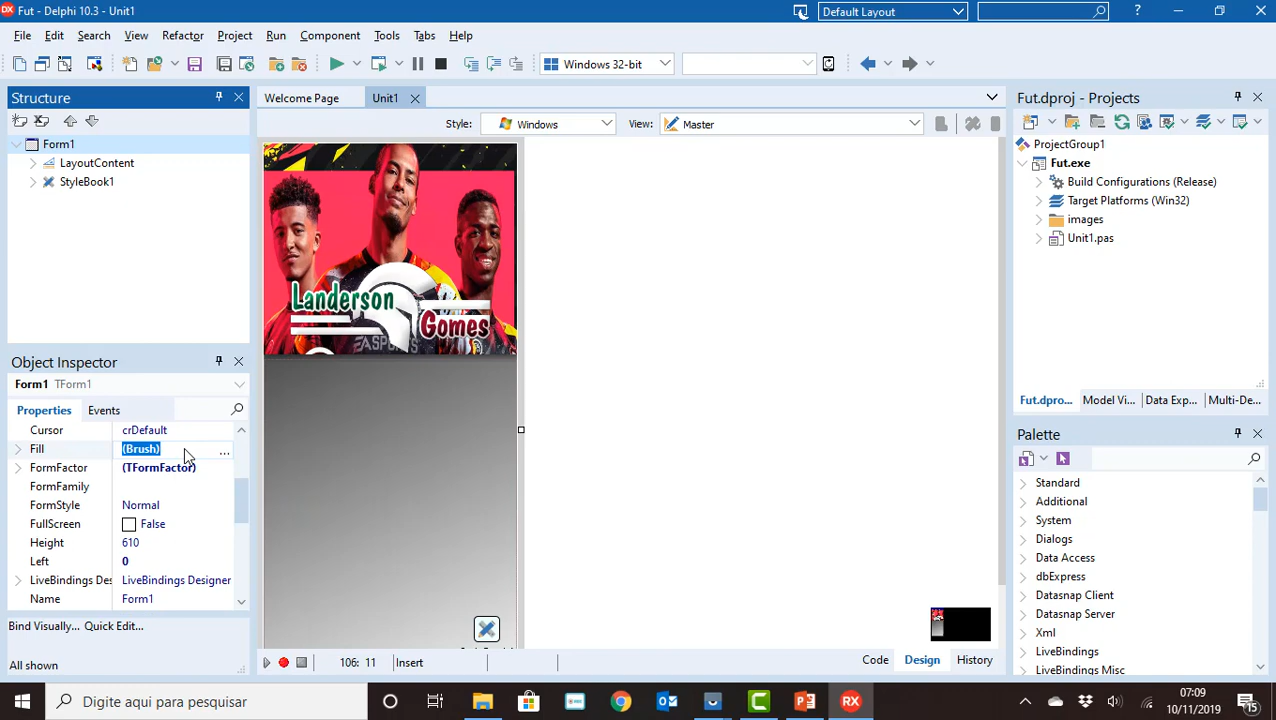 Fut - Delphi 10.3 - Unit1
Default Layout
File Edit Search View Refactor Project Run Component Tools Tabs Help
Windows 32-bit
Structure
Welcome Page Unit1
Fut.dproj - Projects
Style: Windows View: Master
Form1
LayoutContent
StyleBook1
ProjectGroup1
Fut.exe
Build Configurations (Release)
Target Platforms (Win32)
images
Unit1.pas
Landerson
Gomes
EA SPORTS
Object Inspector
Form1 TForm1
Properties Events
Cursor crDefault
Fill (Brush) ...
FormFactor (TFormFactor)
FormFamily
FormStyle Normal
FullScreen False
Height 610
Left 0
LiveBindings Des LiveBindings Designer
Name Form1
Bind Visually... Quick Edit...
All shown
106: 11 Insert
Code Design History
Fut.dpro... Model Vi... Data Exp... Multi-De...
Palette
Standard
Additional
System
Dialogs
Data Access
dbExpress
Datasnap Client
Datasnap Server
Xml
LiveBindings
LiveBindings Misc
Digite aqui para pesquisar
07:09
10/11/2019
15